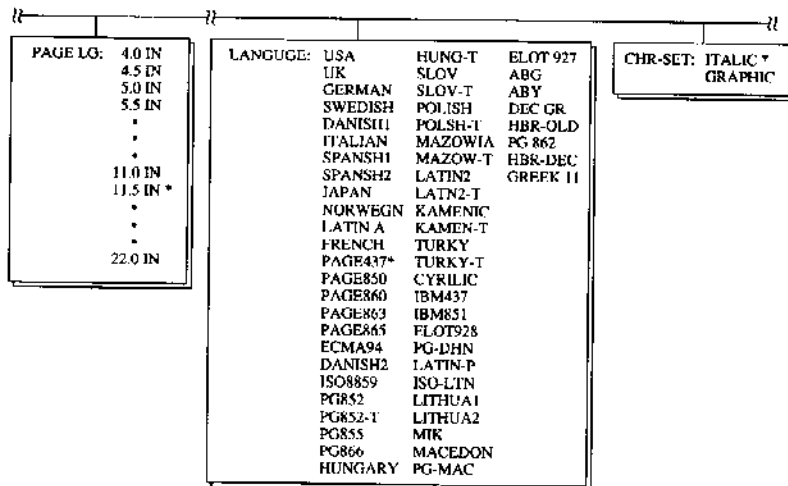 PAGE LG: 4.0 IN
4.5 IN
5.0 IN
5.5 IN
•
•
•
11.0 IN
11.5 IN *
•
•
•
22.0 IN
LANGUGE: USA HUNG-T ELOT 927
UK SLOV ABG
GERMAN SLOV-T ABY
SWEDISH POLISH DEC GR
DANISH1 POLSH-T HBR-OLD
ITALIAN MAZOWIA PG 862
SPANSH1 MAZOW-T HBR-DEC
SPANSH2 LATIN2 GREEK 11
JAPAN LATN2-T
NORWEGN KAMENIC
LATIN A KAMEN-T
FRENCH TURKY
PAGE437* TURKY-T
PAGE850 CYRILIC
PAGE860 IBM437
PAGE863 IBM851
PAGE865 ELOT928
ECMA94 PG-DHN
DANISH2 LATIN-P
ISO8859 ISO-LTN
PG852 LITHUA1
PG852-T LITHUA2
PG855 MIK
PG866 MACEDON
HUNGARY PG-MAC
CHR-SET: ITALIC *
GRAPHIC